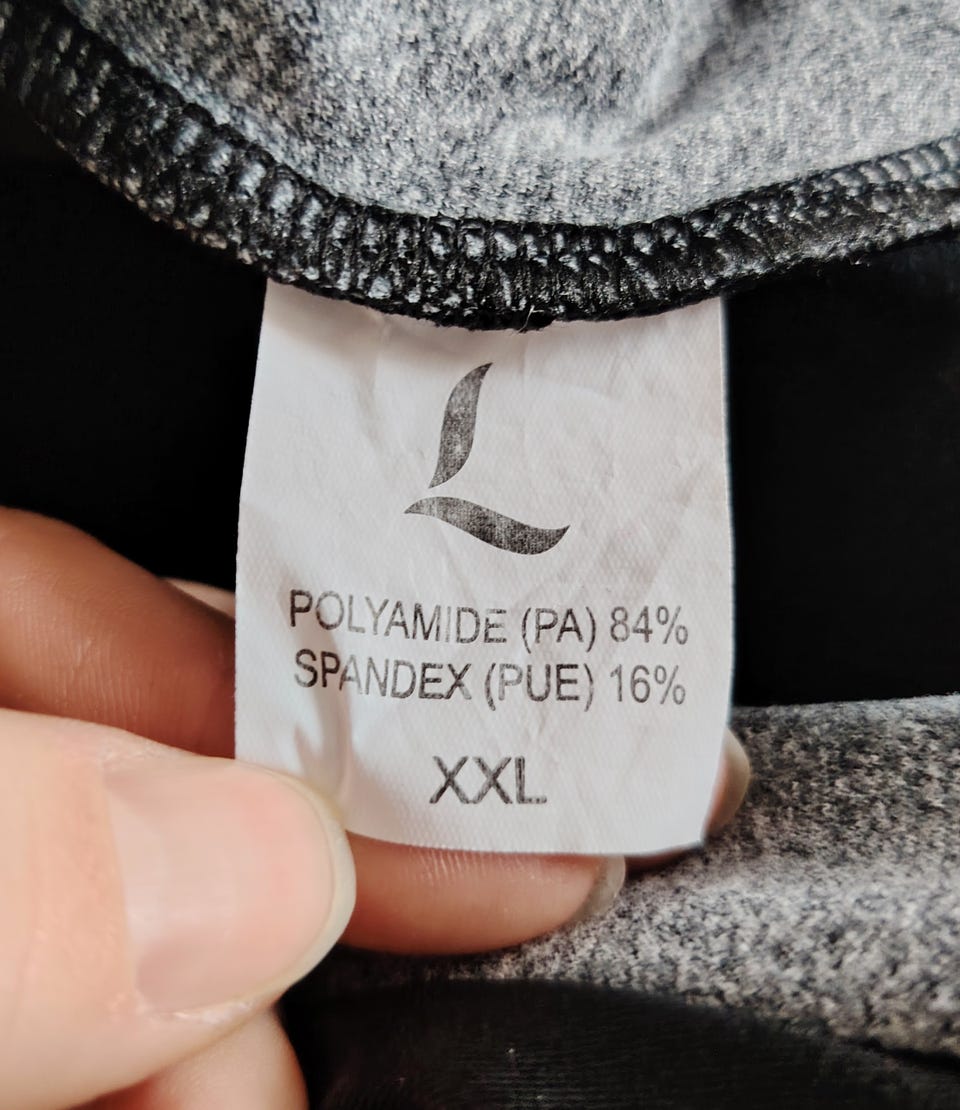 L
POLYAMIDE (PA) 84%
SPANDEX (PUE) 16%
XXL